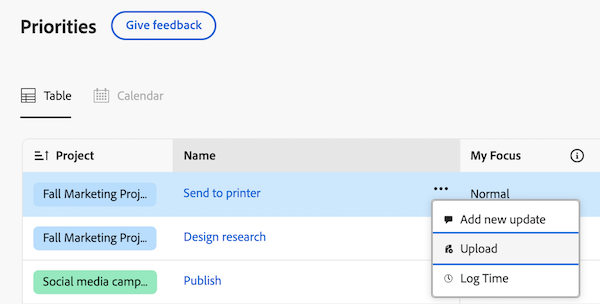 Priorities
Give feedback
Table
Calendar
Project Name My Focus
Fall Marketing Proj... Send to printer ••• Normal
Add new update
Fall Marketing Proj... Design research
Upload
Social media camp... Publish
Log Time